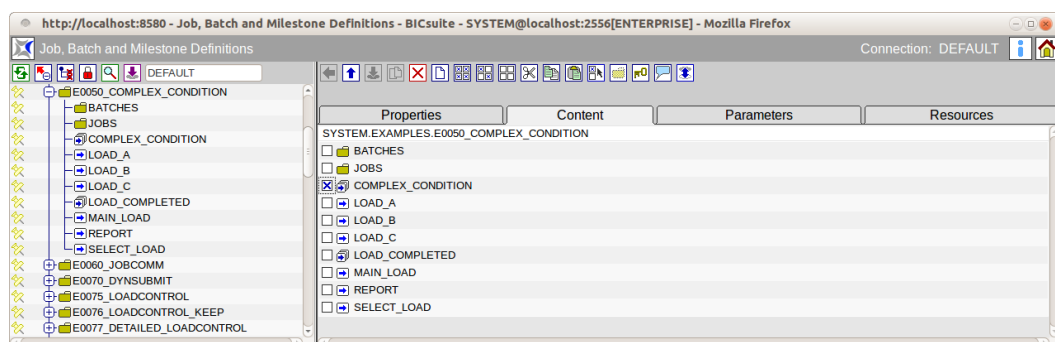 http://localhost:8580 - Job, Batch and Milestone Definitions - BICsuite - SYSTEM@localhost:2556[ENTERPRISE] - Mozilla Firefox
Job, Batch and Milestone Definitions
Connection: DEFAULT
DEFAULT
E0050_COMPLEX_CONDITION
BATCHES
JOBS
COMPLEX_CONDITION
LOAD_A
LOAD_B
LOAD_C
LOAD_COMPLETED
MAIN_LOAD
REPORT
SELECT_LOAD
E0060_JOBCOMM
E0070_DYNSUBMIT
E0075_LOADCONTROL
E0076_LOADCONTROL_KEEP
E0077_DETAILED_LOADCONTROL
Properties Content Parameters Resources
SYSTEM.EXAMPLES.E0050_COMPLEX_CONDITION
BATCHES
JOBS
COMPLEX_CONDITION
LOAD_A
LOAD_B
LOAD_C
LOAD_COMPLETED
MAIN_LOAD
REPORT
SELECT_LOAD